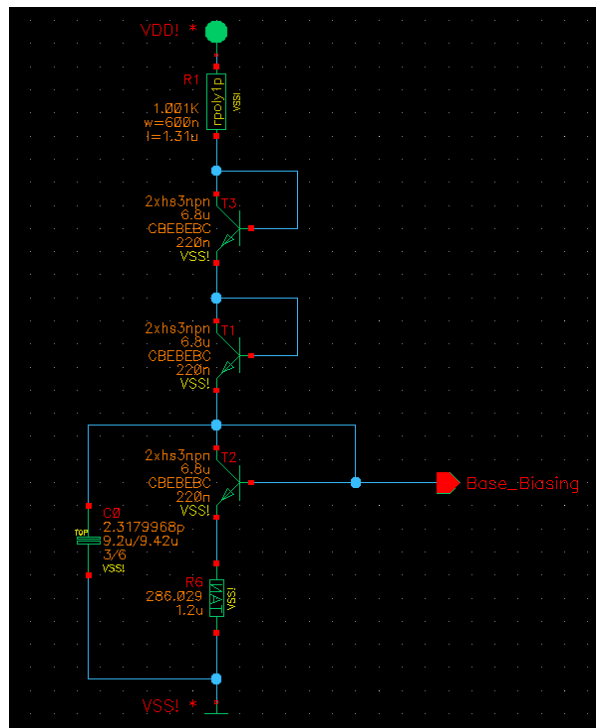 VDD! *
R1
rpoly1p
VSS!
1.001K
w=600n
l=1.31u
2xhs3npn
T3
6.8u
CBEBEBC
220n
VSS!
2xhs3npn
T1
6.8u
CBEBEBC
220n
VSS!
2xhs3npn
T2
6.8u
CBEBEBC
220n
VSS!
Base_Biasing
C0
TOP
2.3179968p
9.2u/9.42u
3/6
VSS!
R6
TAN
VSS!
286.029
1.2u
VSS! *